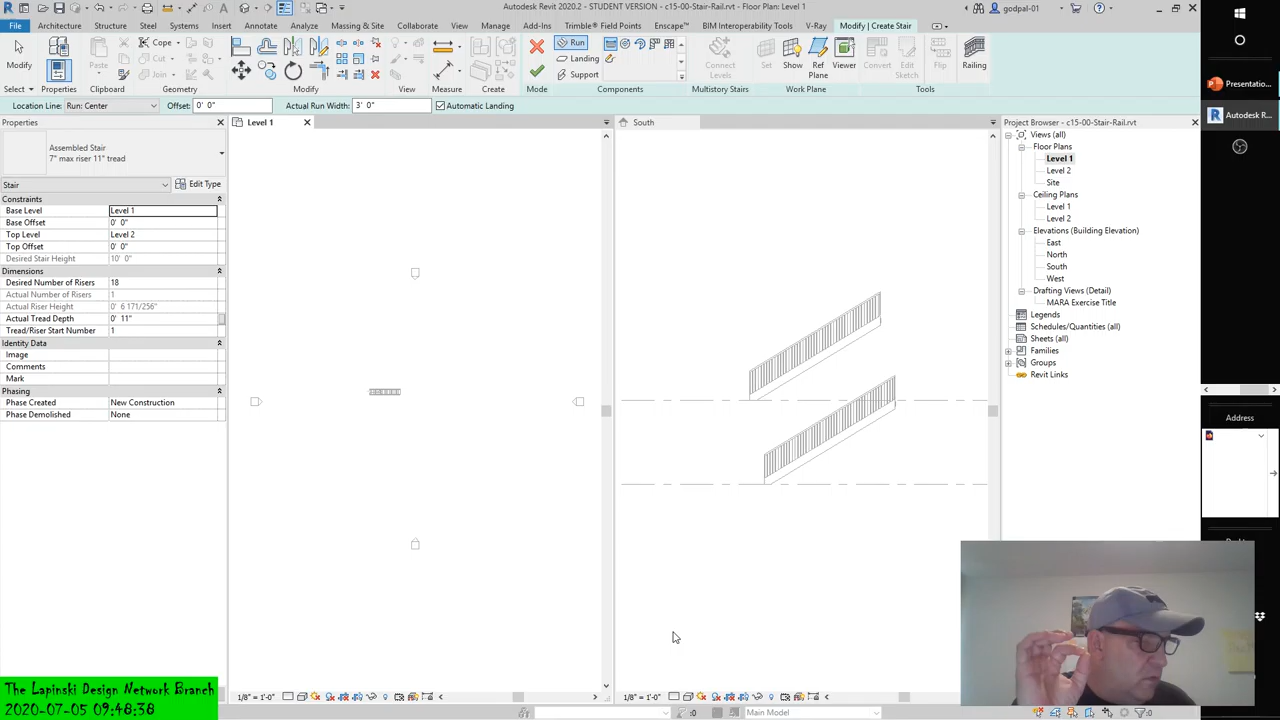 Autodesk Revit 2020.2 - STUDENT VERSION - c15-00-Stair-Rail.rvt - Floor Plan: Level 1
godpal-01
Architecture Structure Steel Systems Insert Annotate Analyze Massing & Site Collaborate View Manage Add-Ins Trimble® Field Points Enscape™ BIM Interoperability Tools V-Ray Modify | Create Stair
Modify
Properties
Paste
Cope
Cut
Join
Run
Landing
Support
Connect
Levels
Set
Show
Ref
Plane
Viewer
Convert
Edit
Sketch
Flip
Railing
Select Properties Clipboard Geometry Modify View Measure Create Mode Components Multistory Stairs Work Plane Tools
Location Line: Run: Center Offset: 0' 0" Actual Run Width: 3' 0" Automatic Landing
Properties
Assembled Stair
7" max riser 11" tread
Stair
Edit Type
Constraints
Base Level Level 1
Base Offset 0' 0"
Top Level Level 2
Top Offset 0' 0"
Desired Stair Height 10' 0"
Dimensions
Desired Number of Risers 18
Actual Number of Risers 1
Actual Riser Height 0' 6 171/256"
Actual Tread Depth 0' 11"
Tread/Riser Start Number 1
Identity Data
Image
Comments
Mark
Phasing
Phase Created New Construction
Phase Demolished None
Level 1
South
Project Browser - c15-00-Stair-Rail.rvt
Views (all)
Floor Plans
Level 1
Level 2
Site
Ceiling Plans
Level 1
Level 2
Elevations (Building Elevation)
East
North
South
West
Drafting Views (Detail)
MARA Exercise Title
Legends
Schedules/Quantities (all)
Sheets (all)
Families
Groups
Revit Links
Presentatio...
Autodesk R...
Address
1/8" = 1'-0"
1/8" = 1'-0"
:0
Main Model
:0
The Lapinski Design Network Branch
2020-07-05 09:48:38